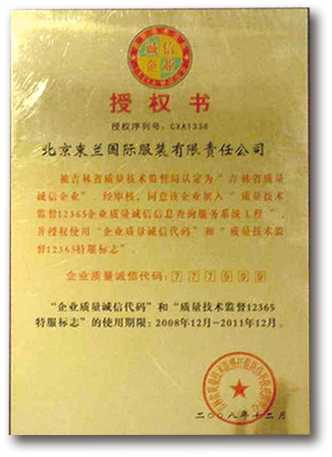 诚信
企业
授权书
授权序列号：CXA1338
北京東兰国际服装有限责任公司
被吉林省质量技术监督局认定为“吉林省质量
诚信企业”，经审核，同意该企业加入“质量技术
监督12365企业质量诚信信息查询服务系统工程”，
并授权使用“企业质量诚信代码”和“质量技术监
督12365特服标志”。
企业质量诚信代码：777999
“企业质量诚信代码”和“质量技术监督12365
特服标志”的使用期限：2008年12月-2011年12月。
二〇〇八年十二月